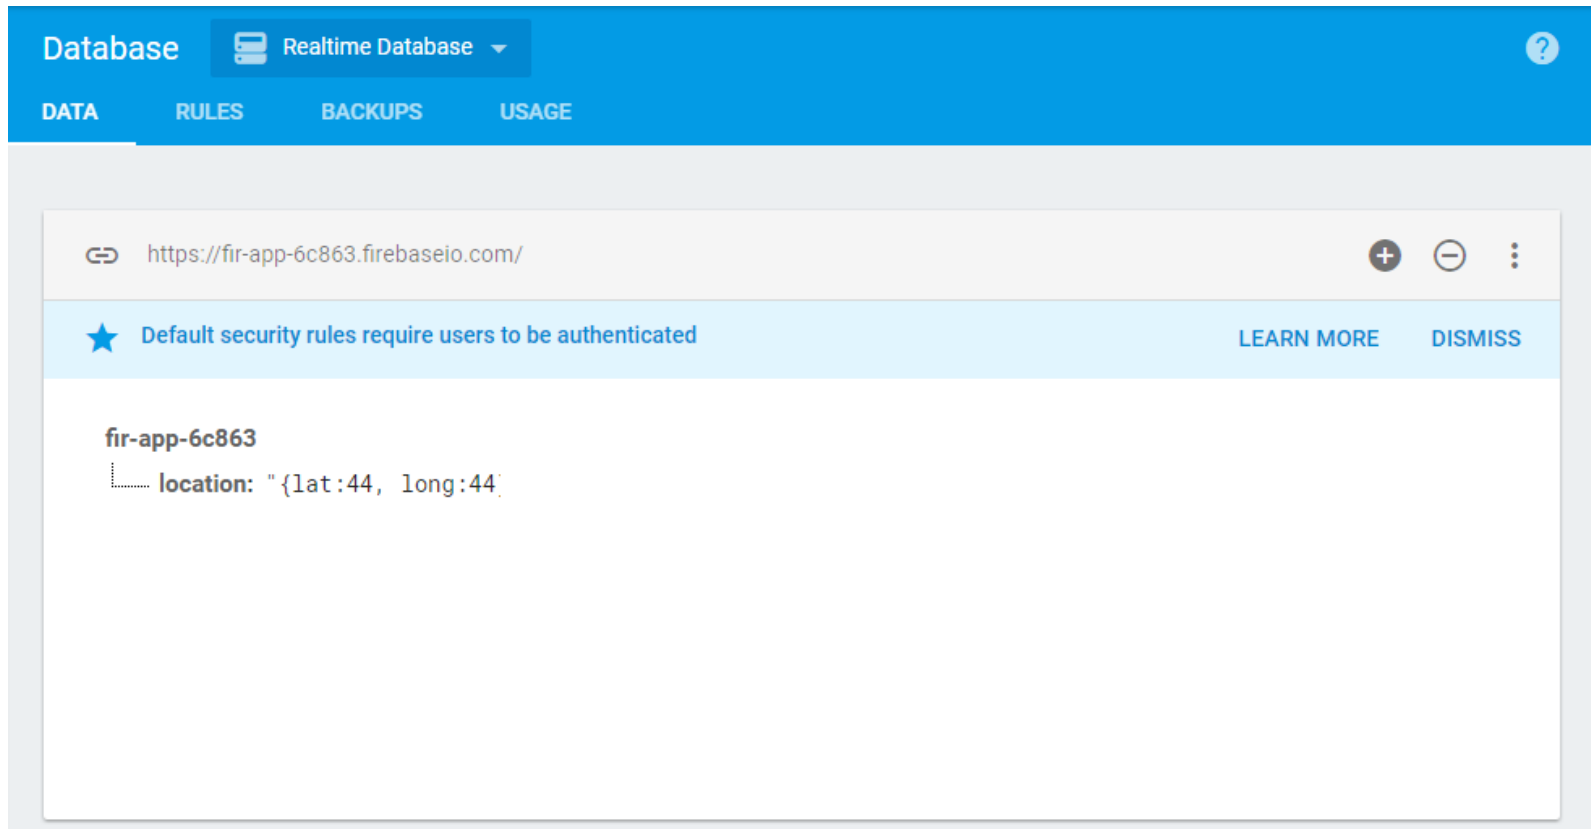 Database Realtime Database
DATA RULES BACKUPS USAGE
https://fir-app-6c863.firebaseio.com/
Default security rules require users to be authenticated LEARN MORE DISMISS
fir-app-6c863
location: "{lat:44, long:44